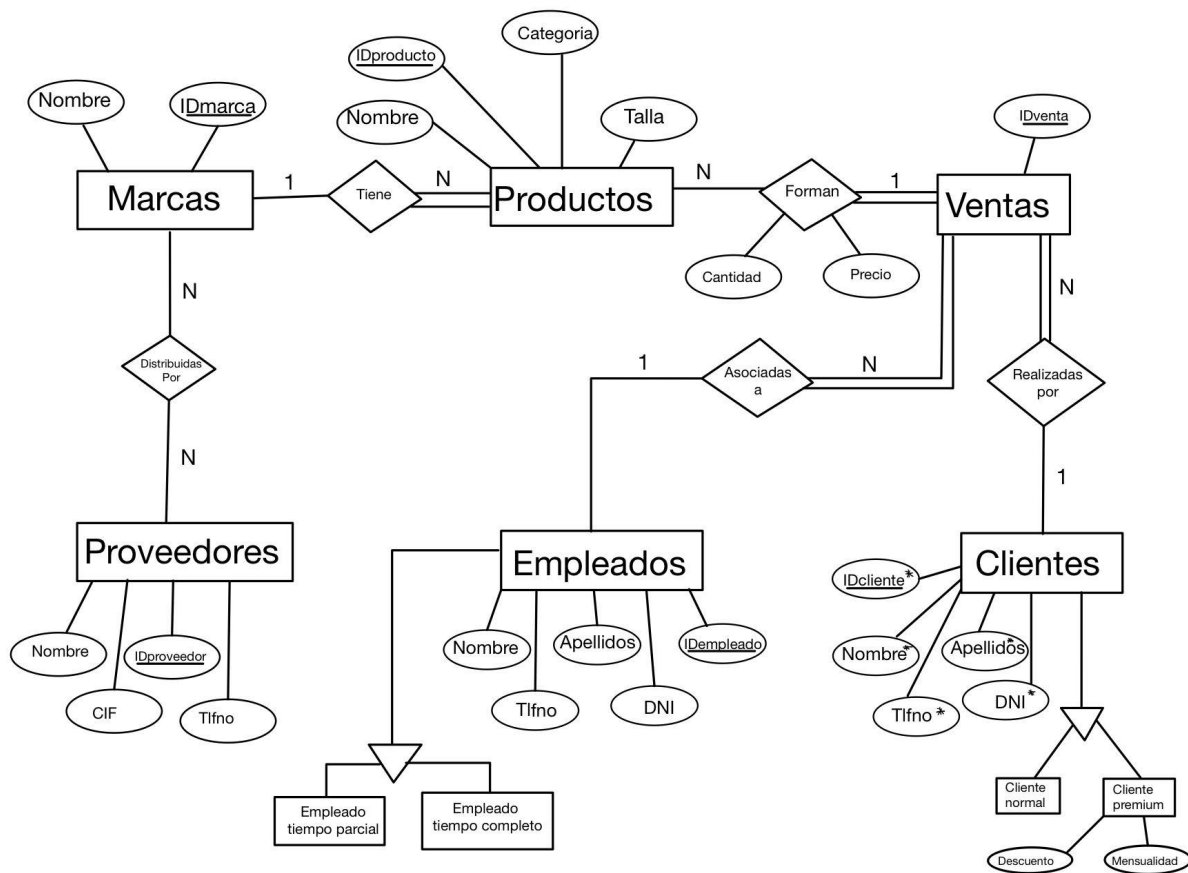 Categoria
IDproducto
Nombre
IDmarca
Nombre
Talla
IDventa
Marcas
1
Tiene
N
Productos
N
Forman
1
Ventas
Cantidad
Precio
N
N
Distribuidas
Por
1
Asociadas
a
N
Realizadas
por
N
1
Proveedores
Empleados
Clientes
IDcliente*
Nombre
IDproveedor
CIF
Tlfno
Nombre
Apellidos
IDempleado
Tlfno
DNI
Nombre*
Apellidos*
Tlfno *
DNI*
Empleado
tiempo parcial
Empleado
tiempo completo
Cliente
normal
Cliente
premium
Descuento
Mensualidad